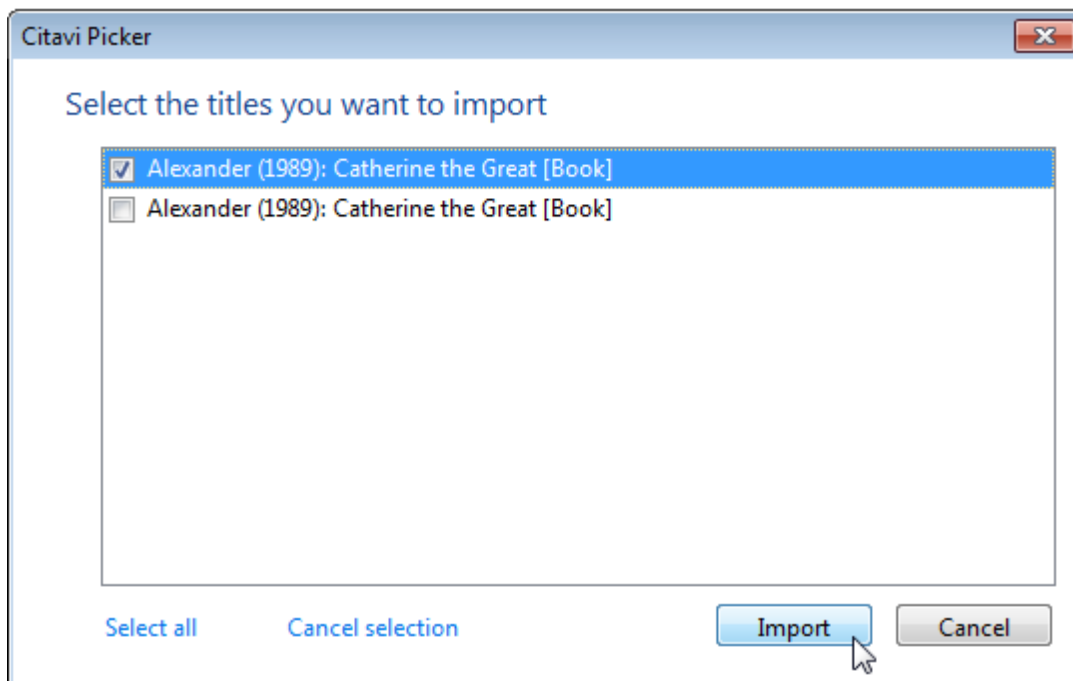 Citavi Picker
Select the titles you want to import
Alexander (1989): Catherine the Great [Book]
Alexander (1989): Catherine the Great [Book]
Select all Cancel selection Import Cancel